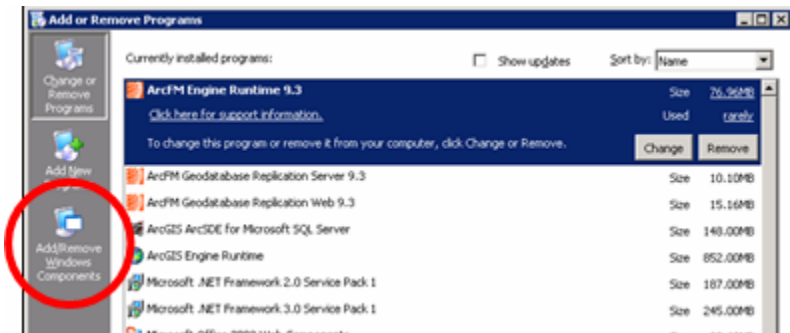 Add or Remove Programs
Change or
Remove
Programs
Currently installed programs:
Show updates
Sort by: Name
ArcFM Engine Runtime 9.3
Size 76.96MB
Click here for support information.
Used rarely
To change this program or remove it from your computer, click Change or Remove.
Change Remove
Add New
ArcFM Geodatabase Replication Server 9.3
Size 10.10MB
ArcFM Geodatabase Replication Web 9.3
Size 15.16MB
ArcGIS ArcSDE for Microsoft SQL Server
Size 148.00MB
Add/Remove
Windows
Components
ArcGIS Engine Runtime
Size 852.00MB
Microsoft .NET Framework 2.0 Service Pack 1
Size 187.00MB
Microsoft .NET Framework 3.0 Service Pack 1
Size 245.00MB